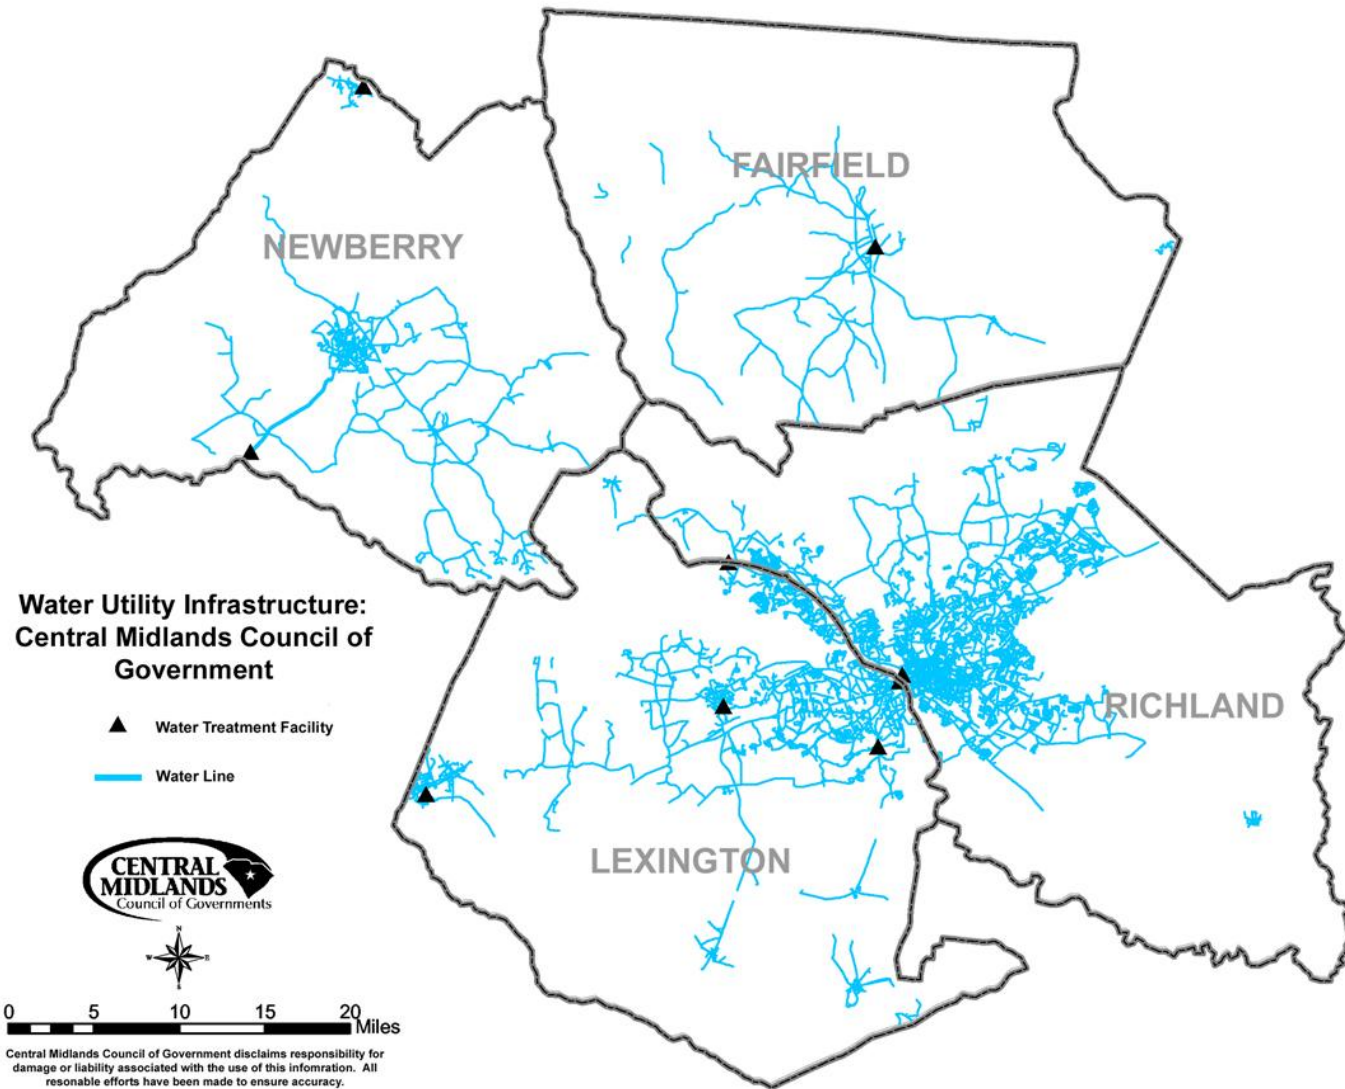 FAIRFIELD
NEWBERRY
Water Utility Infrastructure:
Central Midlands Council of
Government
Water Treatment Facility
Water Line
RICHLAND
LEXINGTON
CENTRAL
MIDLANDS
Council of Governments
N
W E
S
0 5 10 15 20
Miles
Central Midlands Council of Government disclaims responsibility for
damage or liability associated with the use of this infomration. All
resonable efforts have been made to ensure accuracy.